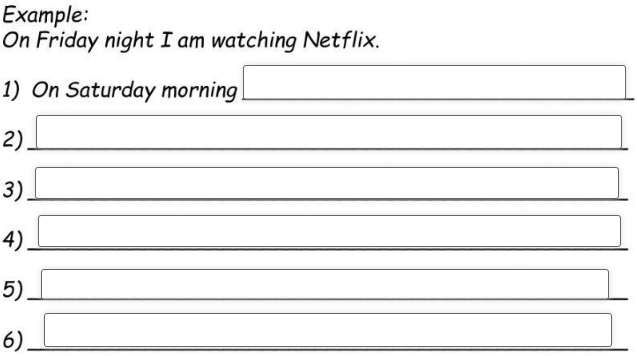 Example:
On Friday night I am watching Netflix.
1) On Saturday morning
2)
3)
4)
5)
6)